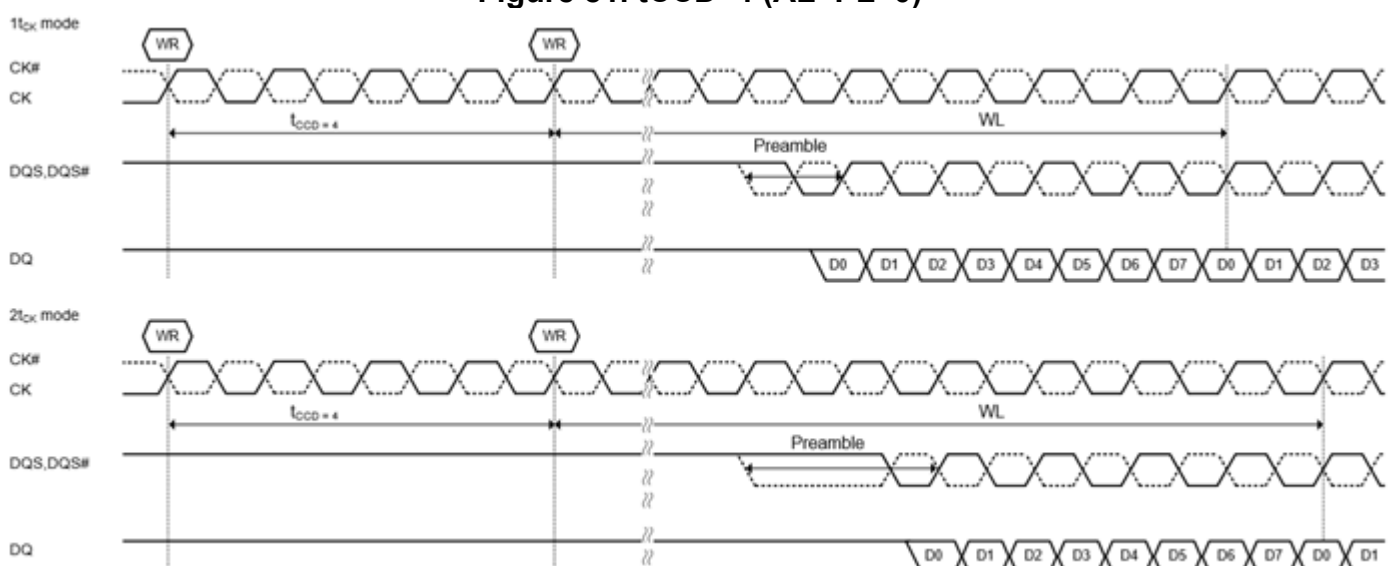 1tCK mode
WR WR
CK#
CK
tCCD = 4 WL
Preamble
DQS,DQS#
DQ D0 D1 D2 D3 D4 D5 D6 D7 D0 D1 D2 D3
2tCK mode
WR WR
CK#
CK
tCCD = 4 WL
Preamble
DQS,DQS#
DQ D0 D1 D2 D3 D4 D5 D6 D7 D0 D1